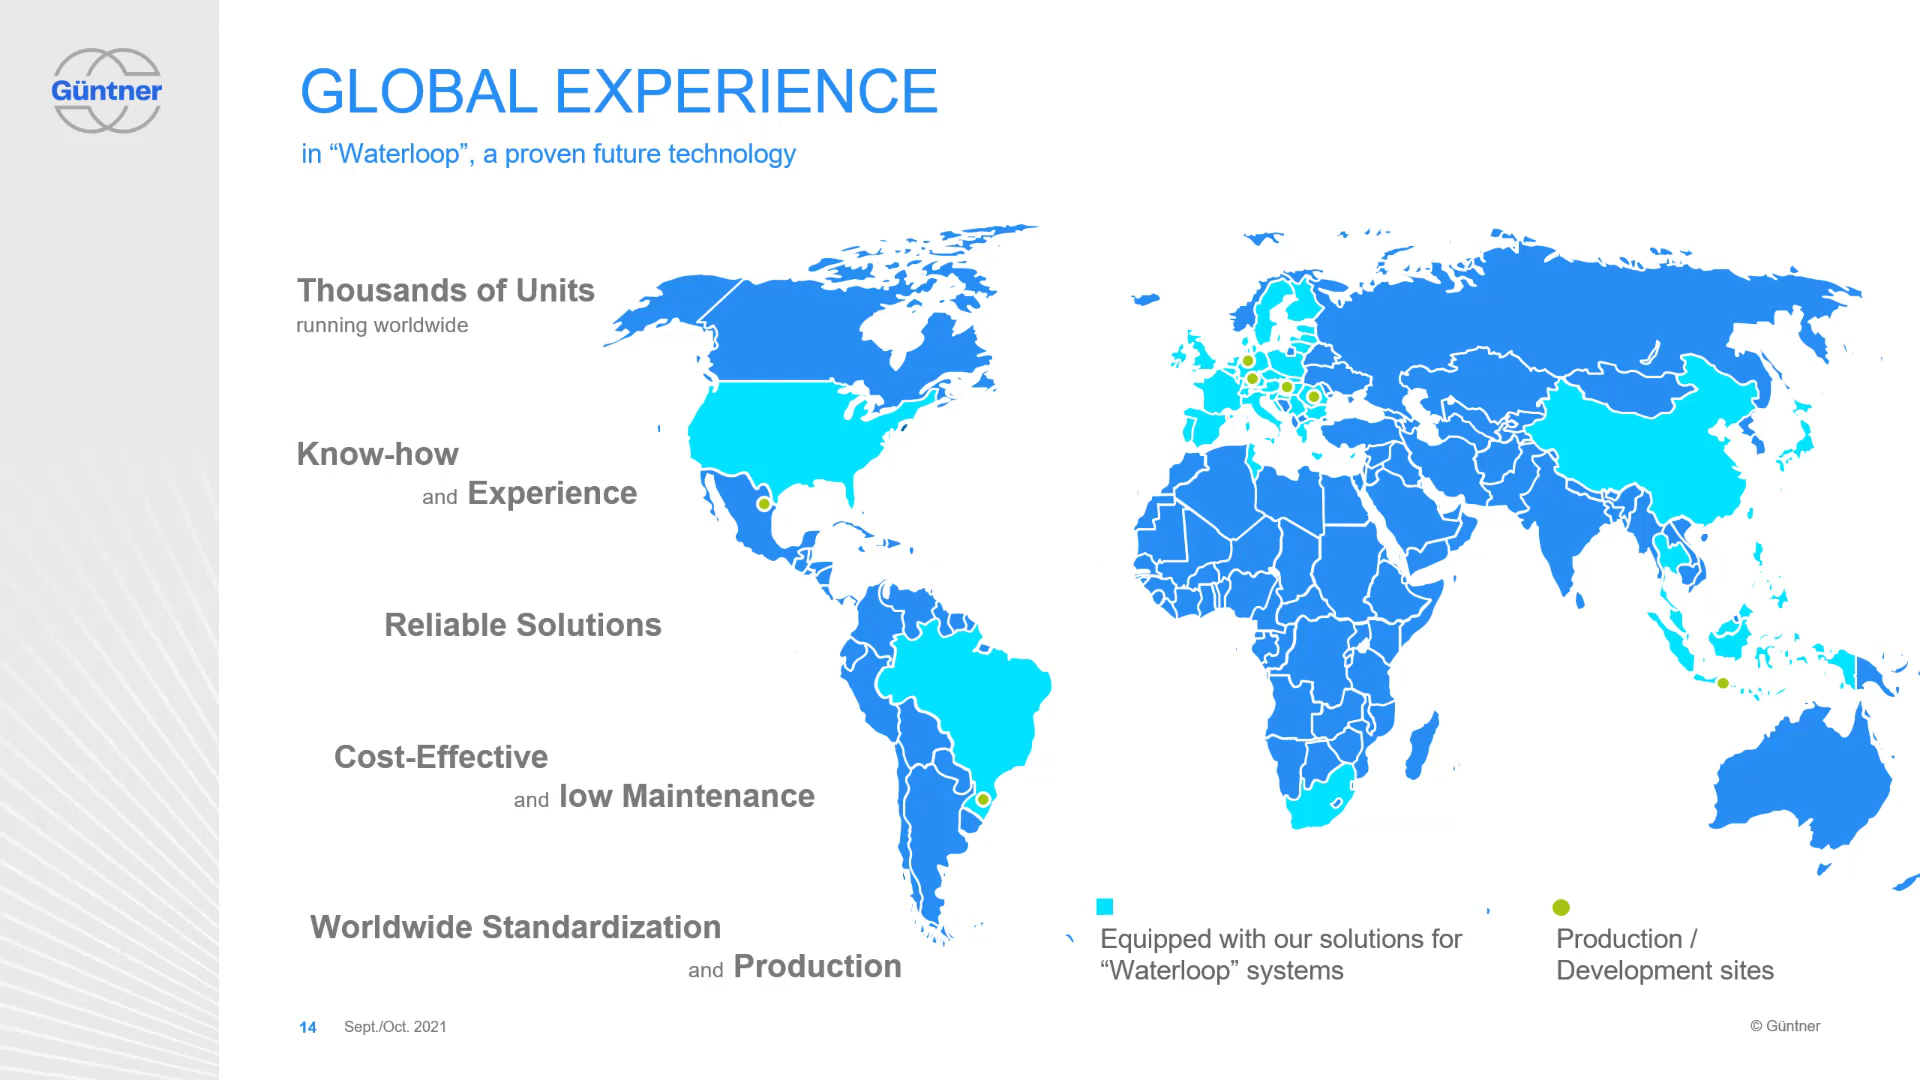 Güntner
GLOBAL EXPERIENCE
in “Waterloop”, a proven future technology
Thousands of Units
running worldwide
Know-how
and Experience
Reliable Solutions
Cost-Effective
and low Maintenance
Worldwide Standardization
and Production
Equipped with our solutions for
“Waterloop” systems
Production /
Development sites
14 Sept./Oct. 2021
© Güntner